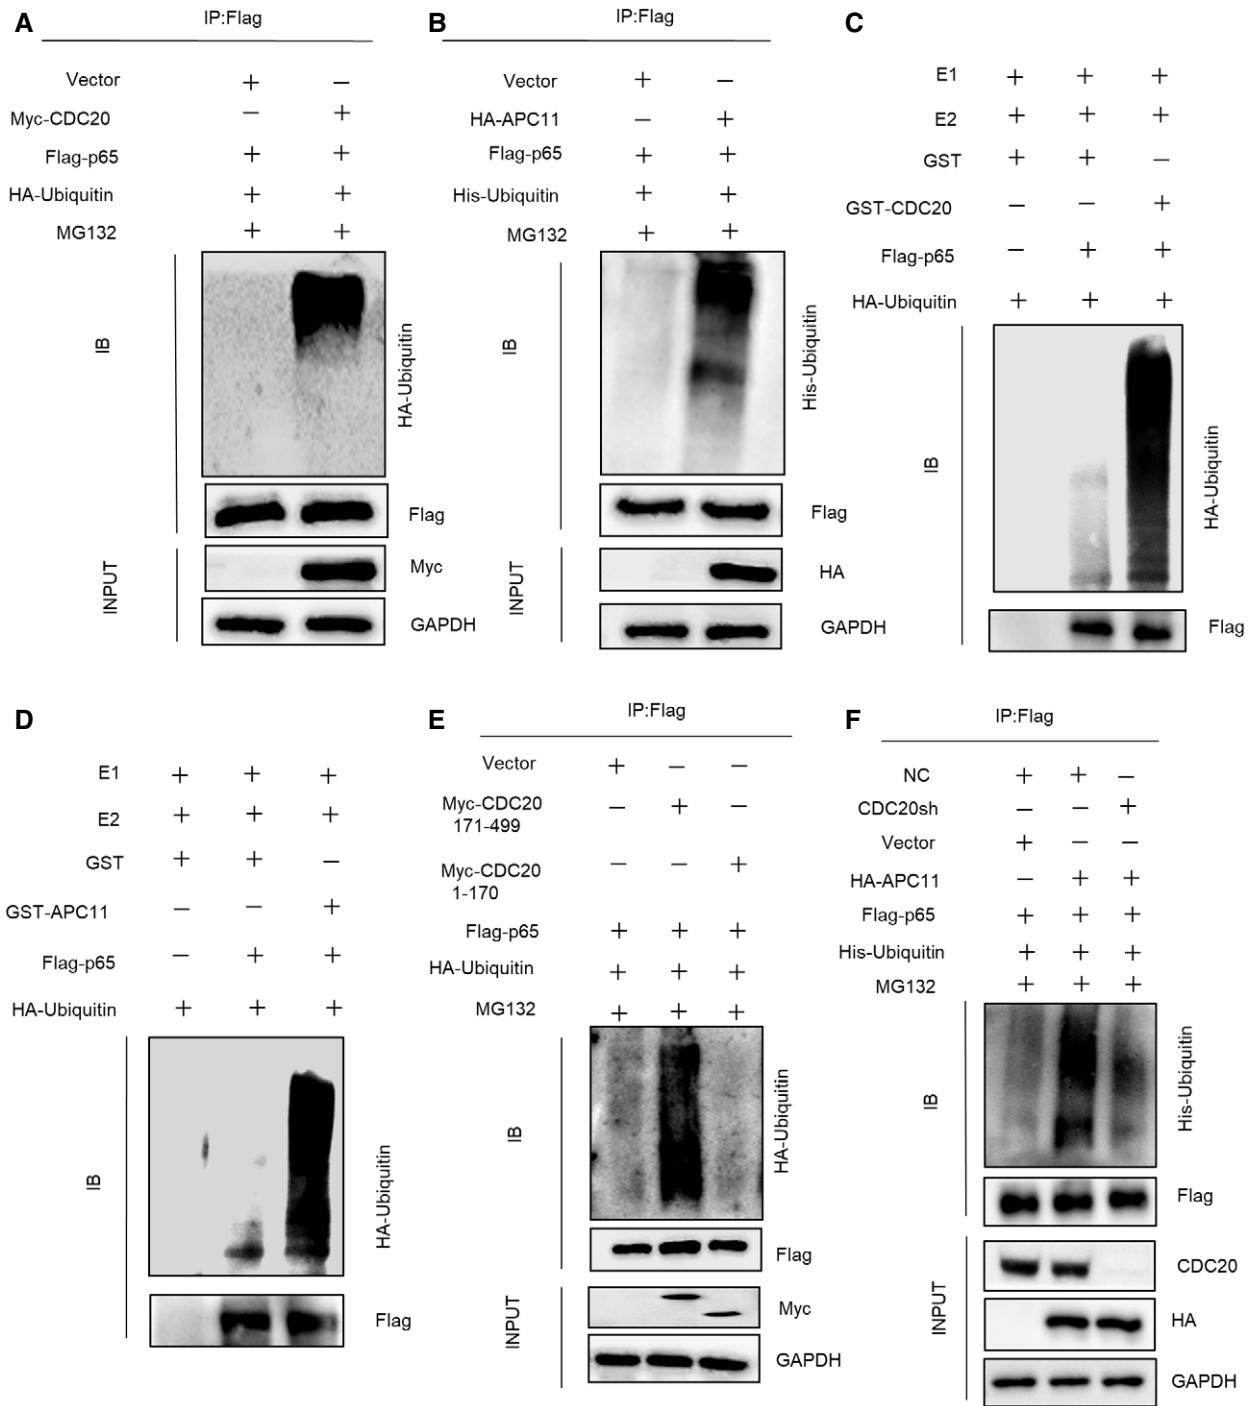 A
IP:Flag
Vector + −
Myc-CDC20 − +
Flag-p65 + +
HA-Ubiquitin + +
MG132 + +
IB
HA-Ubiquitin
Flag
INPUT
Myc
GAPDH
B
IP:Flag
Vector + −
HA-APC11 − +
Flag-p65 + +
His-Ubiquitin + +
MG132 + +
IB
His-Ubiquitin
Flag
INPUT
HA
GAPDH
C
E1 + + +
E2 + + +
GST + + −
GST-CDC20 − − +
Flag-p65 − + +
HA-Ubiquitin + + +
IB
HA-Ubiquitin
Flag
D
E1 + + +
E2 + + +
GST + + −
GST-APC11 − − +
Flag-p65 − + +
HA-Ubiquitin + + +
IB
HA-Ubiquitin
Flag
E
IP:Flag
Vector + − −
Myc-CDC20 − + −
171-499
Myc-CDC20 − − +
1-170
Flag-p65 + + +
HA-Ubiquitin + + +
MG132 + + +
IB
HA-Ubiquitin
Flag
INPUT
Myc
GAPDH
F
IP:Flag
NC + + −
CDC20sh − − +
Vector + − −
HA-APC11 − + +
Flag-p65 + + +
His-Ubiquitin + + +
MG132 + + +
IB
His-Ubiquitin
Flag
INPUT
CDC20
HA
GAPDH